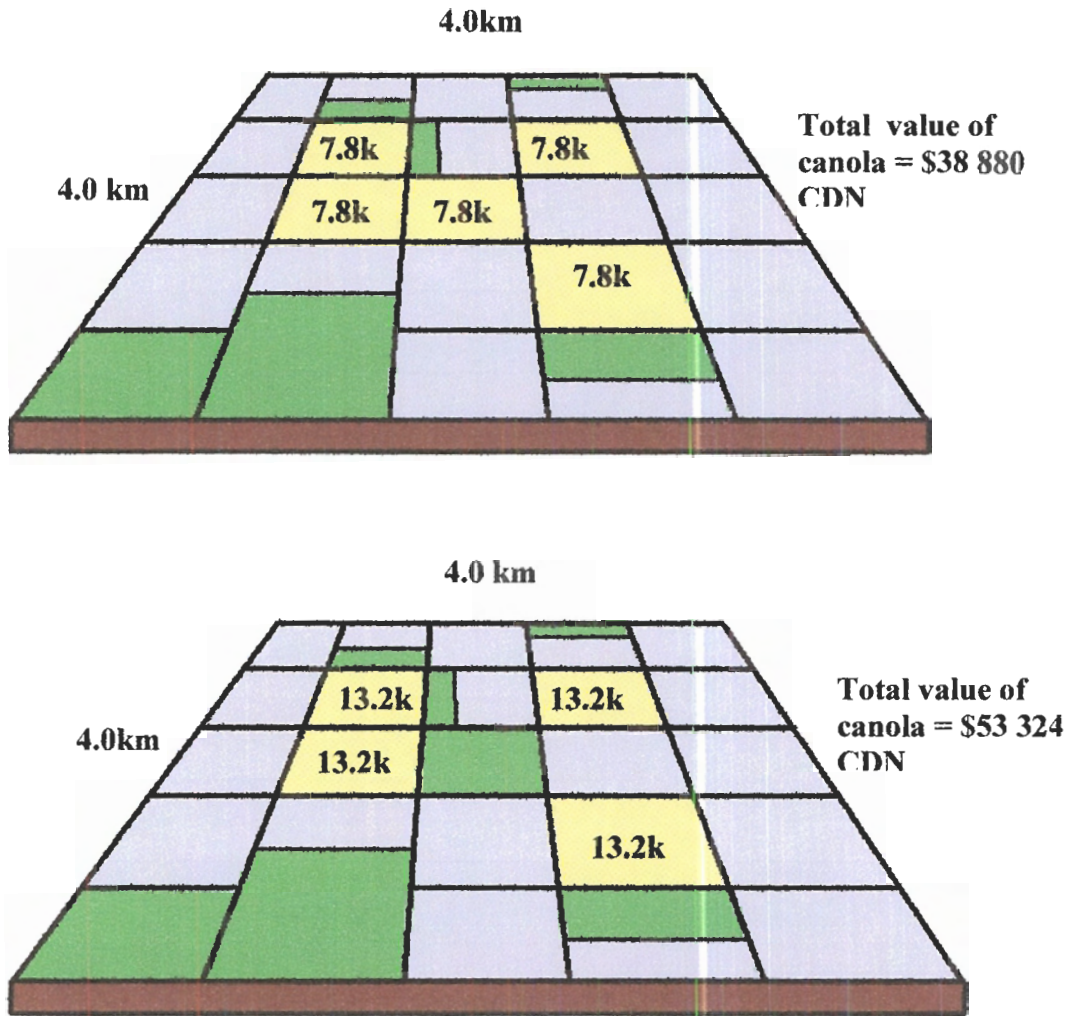 4.0km
7.8k 7.8k
4.0 km
7.8k 7.8k
7.8k
Total value of
canola = $38 880
CDN
4.0 km
13.2k 13.2k
4.0km
13.2k
13.2k
Total value of
canola = $53 324
CDN